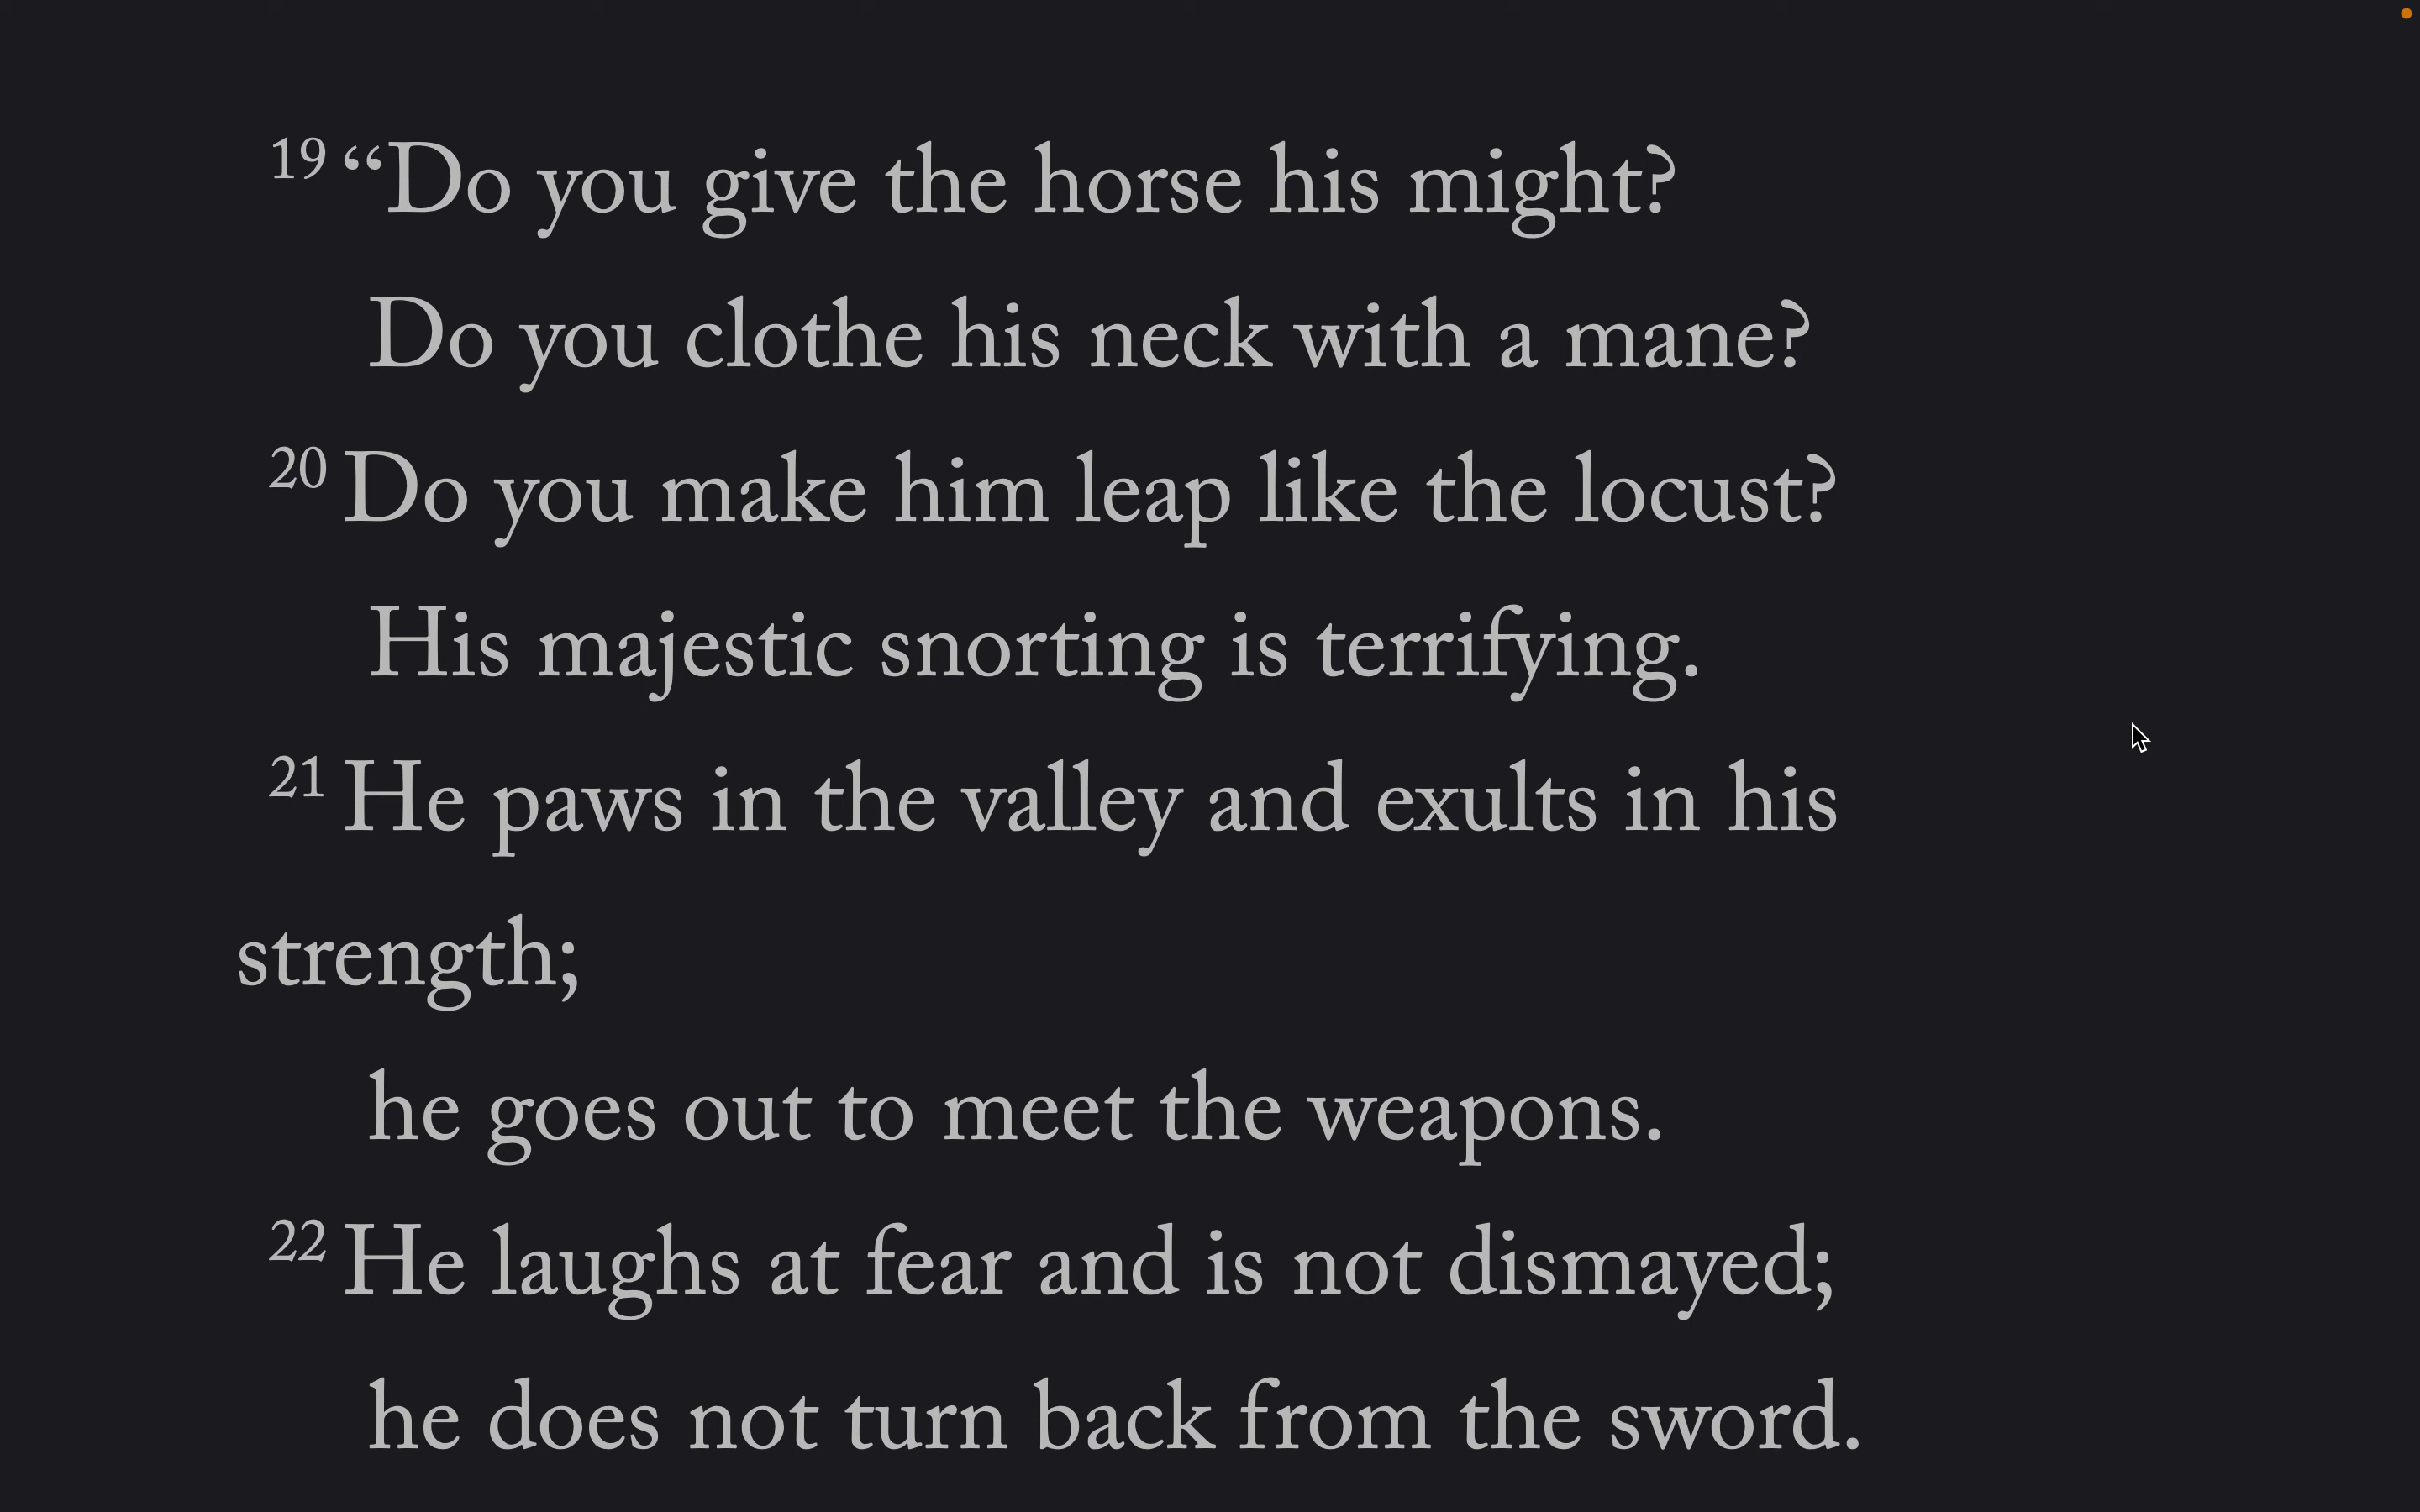 19 “Do you give the horse his might?
Do you clothe his neck with a mane?
20 Do you make him leap like the locust?
His majestic snorting is terrifying.
21 He paws in the valley and exults in his
strength;
he goes out to meet the weapons.
22 He laughs at fear and is not dismayed;
he does not turn back from the sword.